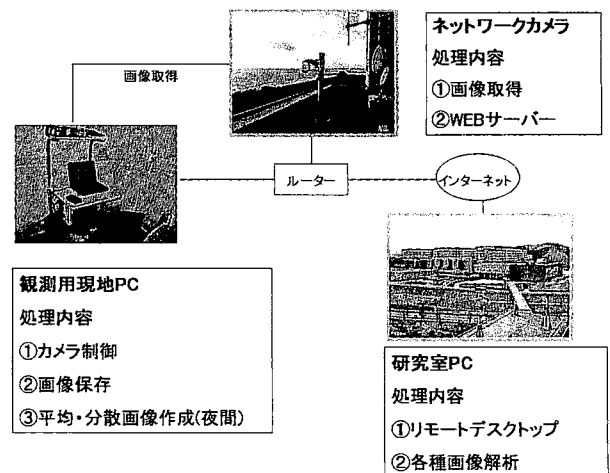 ネットワークカメラ
処理内容
①画像取得
②WEBサーバー
画像取得
ルーター
インターネット
観測用現地PC
処理内容
①カメラ制御
②画像保存
③平均・分散画像作成(夜間)
研究室PC
処理内容
①リモートデスクトップ
②各種画像解析